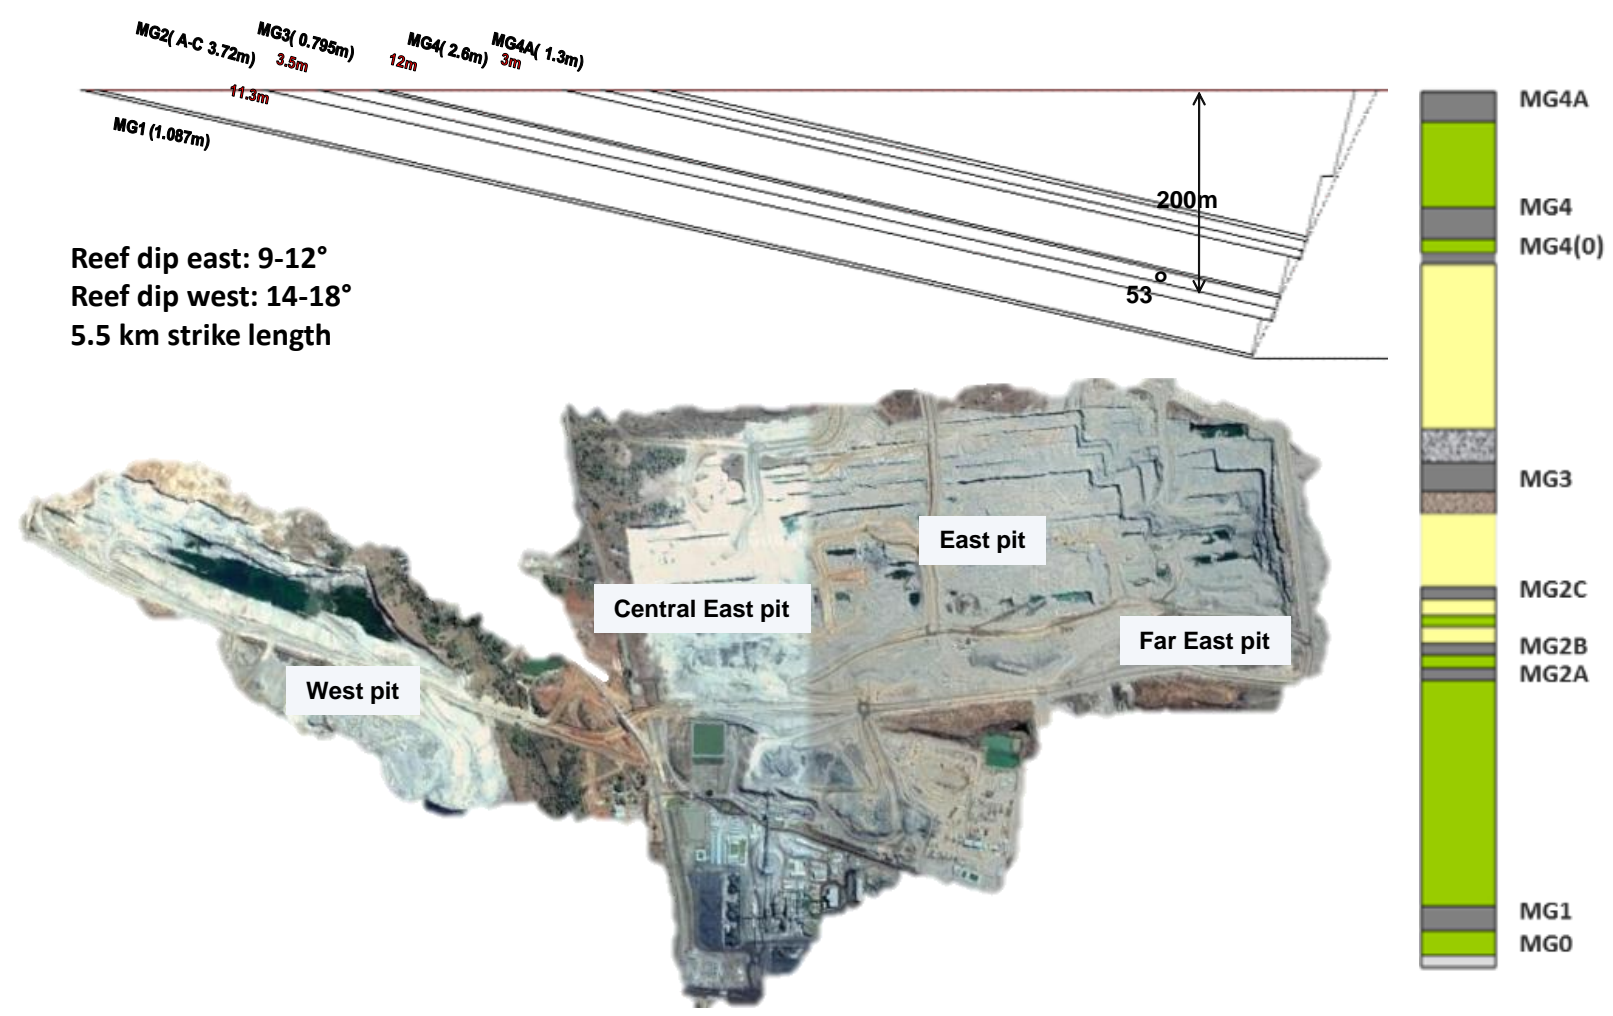 MG2( A-C 3.72m)
MG3( 0.795m)
3.5m
MG4( 2.6m)
12m
MG4A( 1.3m)
3m
11.3m
MG1 (1.087m)
200m
53°
Reef dip east: 9-12°
Reef dip west: 14-18°
5.5 km strike length
East pit
Central East pit
Far East pit
West pit
MG4A
MG4
MG4(0)
MG3
MG2C
MG2B
MG2A
MG1
MG0